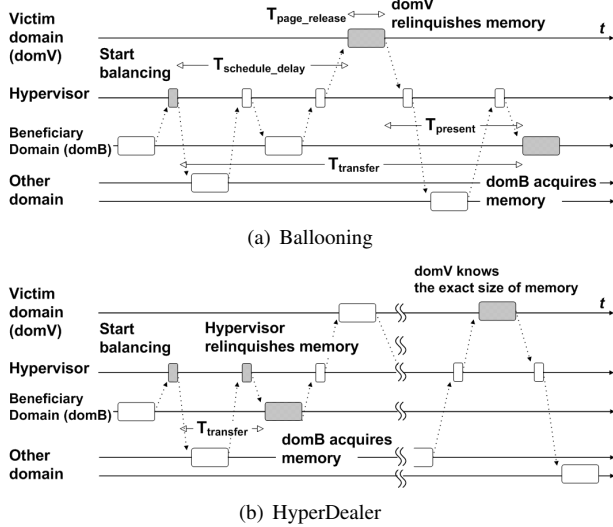 Victim
domain
(domV)
T_page_release
domV
relinquishes memory
t
Start
balancing
T_schedule_delay
Hypervisor
T_present
Beneficiary
Domain (domB)
T_transfer
Other
domain
domB acquires
memory
(a) Ballooning
domV knows
the exact size of memory
Victim
domain
(domV)
t
Start
balancing
Hypervisor
relinquishes memory
Hypervisor
Beneficiary
Domain (domB)
T_transfer
domB acquires
memory
Other
domain
(b) HyperDealer